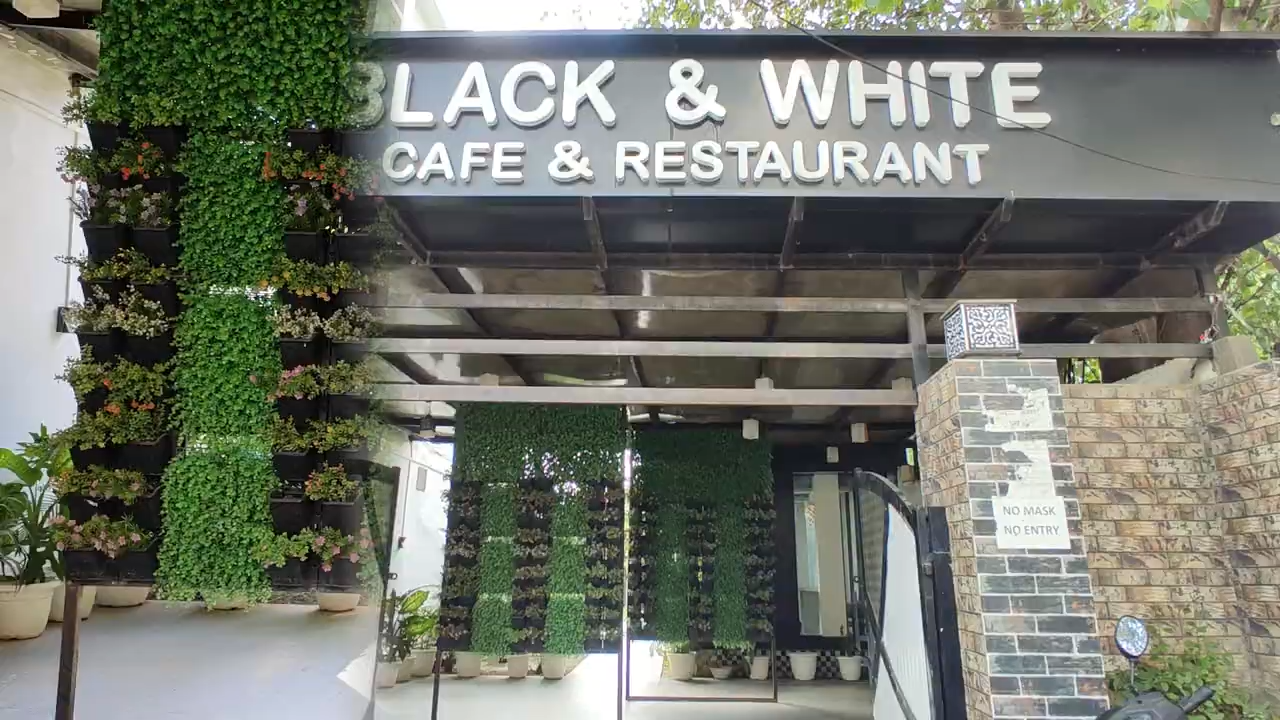 BLACK & WHITE
CAFE & RESTAURANT
NO MASK
NO ENTRY